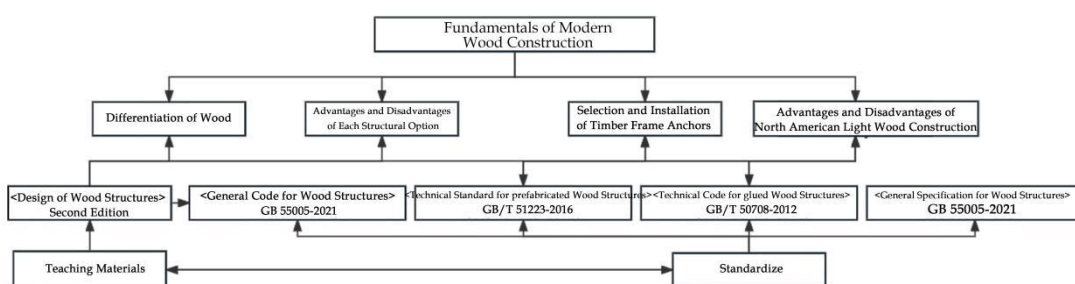 Fundamentals of Modern
Wood Construction
Differentiation of Wood
Advantages and Disadvantages
of Each Structural Option
Selection and Installation
of Timber Frame Anchors
Advantages and Disadvantages of
North American Light Wood Construction
<Design of Wood Structures>
Second Edition
<General Code for Wood Structures>
GB 55005-2021
<Technical Standard for prefabricated Wood Structures>
GB/T 51223-2016
<Technical Code for glued Wood Structures>
GB/T 50708-2012
<General Specification for Wood Structures>
GB 55005-2021
Teaching Materials
Standardize